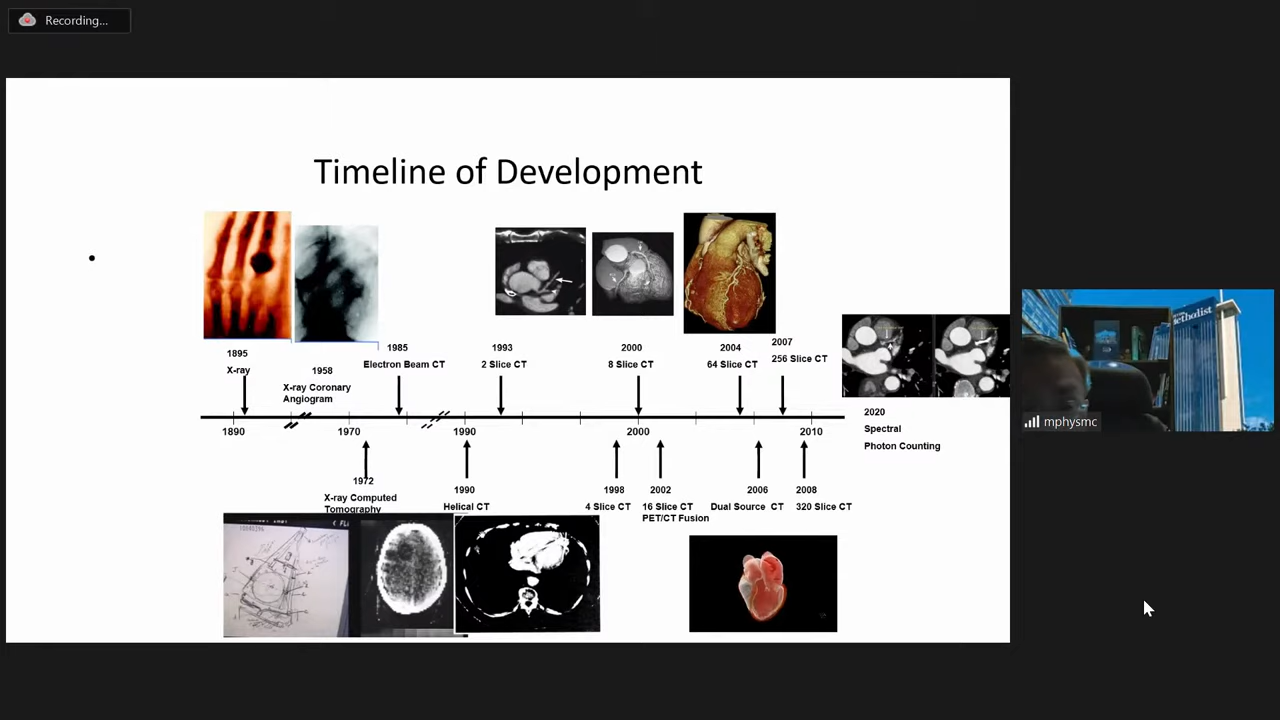 Recording...
Timeline of Development
1895
X-ray
1958
X-ray Coronary
Angiogram
1985
Electron Beam CT
1993
2 Slice CT
2000
8 Slice CT
2004
64 Slice CT
2007
256 Slice CT
2020
Spectral
Photon Counting
1890
1970
1990
2000
2010
1972
X-ray Computed
Tomography
1990
Helical CT
1998
4 Slice CT
2002
16 Slice CT
PET/CT Fusion
2006
Dual Source CT
2008
320 Slice CT
Methodist
mphysmc